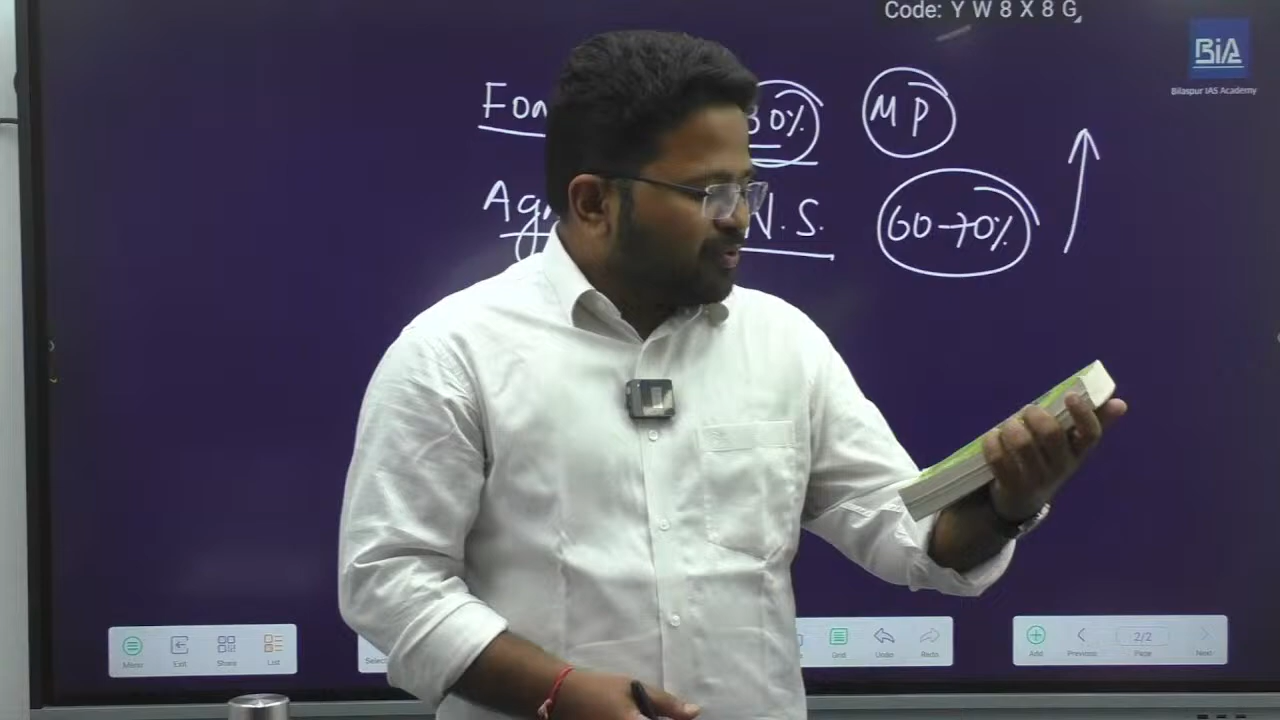 Code: Y W 8 X 8 G
BiA
Bilaspur IAS Academy
30% MP
N.S. 60-70%
Menu Exit Share List
Grid Undo Redo
Add Previous 2/2 Page Next